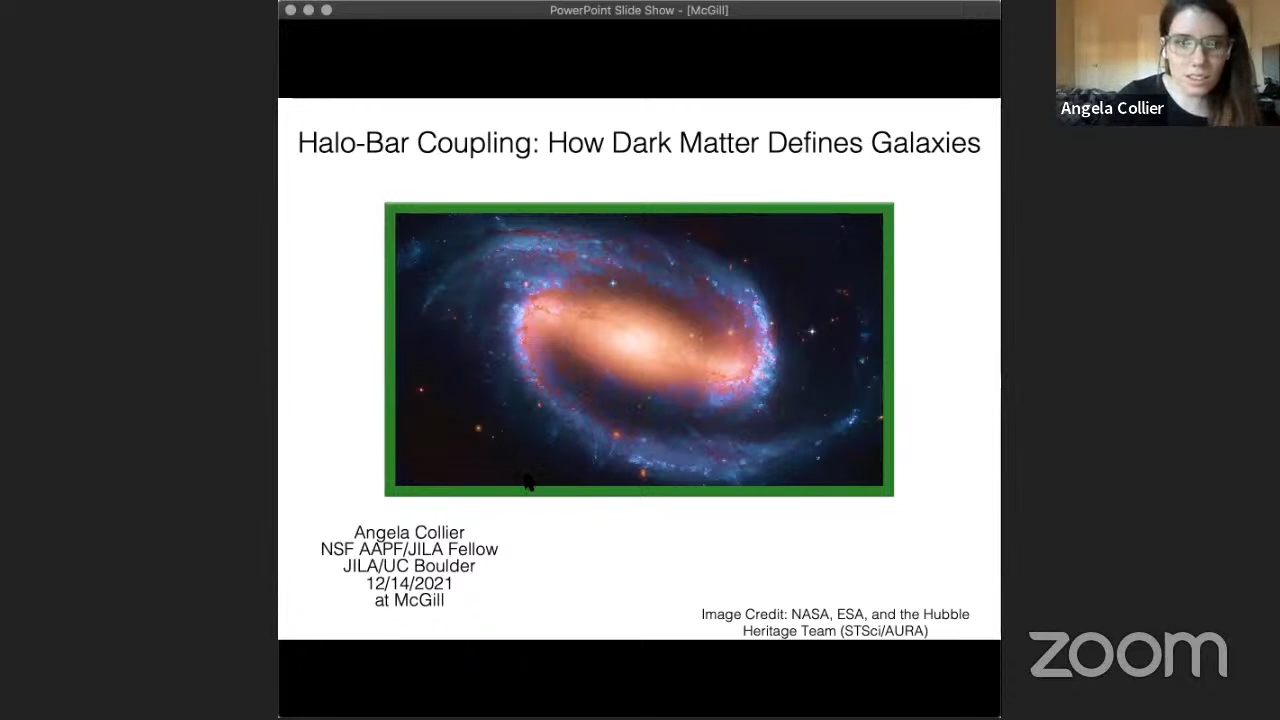 PowerPoint Slide Show - [McGill]
Angela Collier
Halo-Bar Coupling: How Dark Matter Defines Galaxies
Angela Collier
NSF AAPF/JILA Fellow
JILA/UC Boulder
12/14/2021
at McGill
Image Credit: NASA, ESA, and the Hubble
Heritage Team (STSci/AURA)
zoom